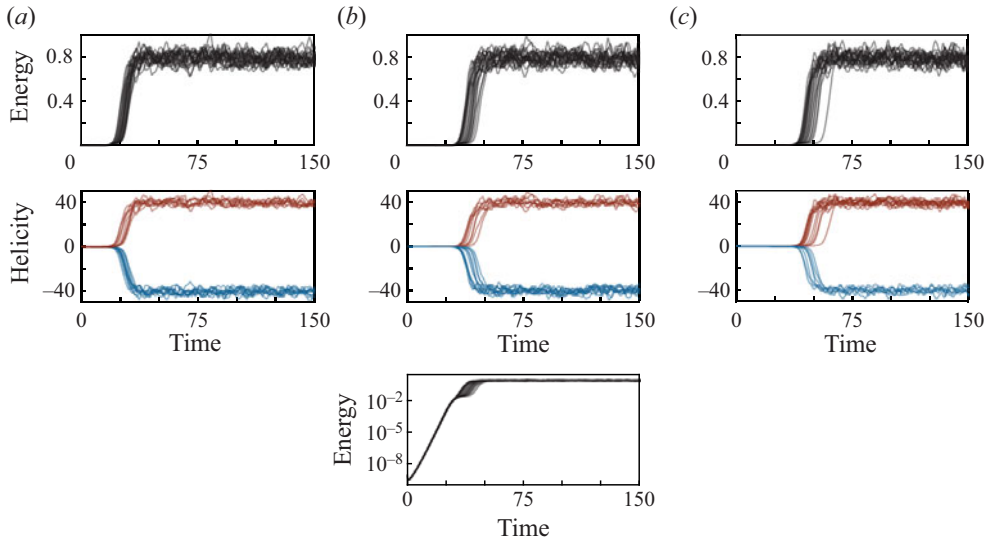 (a) (b) (c)
Energy
0.8 0.8 0.8
0.4 0.4 0.4
0 75 150 0 75 150 0 75 150
Helicity
40 40 40
0 0 0
–40 –40 –40
0 75 150 0 75 150 0 75 150
Time Time Time
Energy
10–2
10–5
10–8
0 75 150
Time